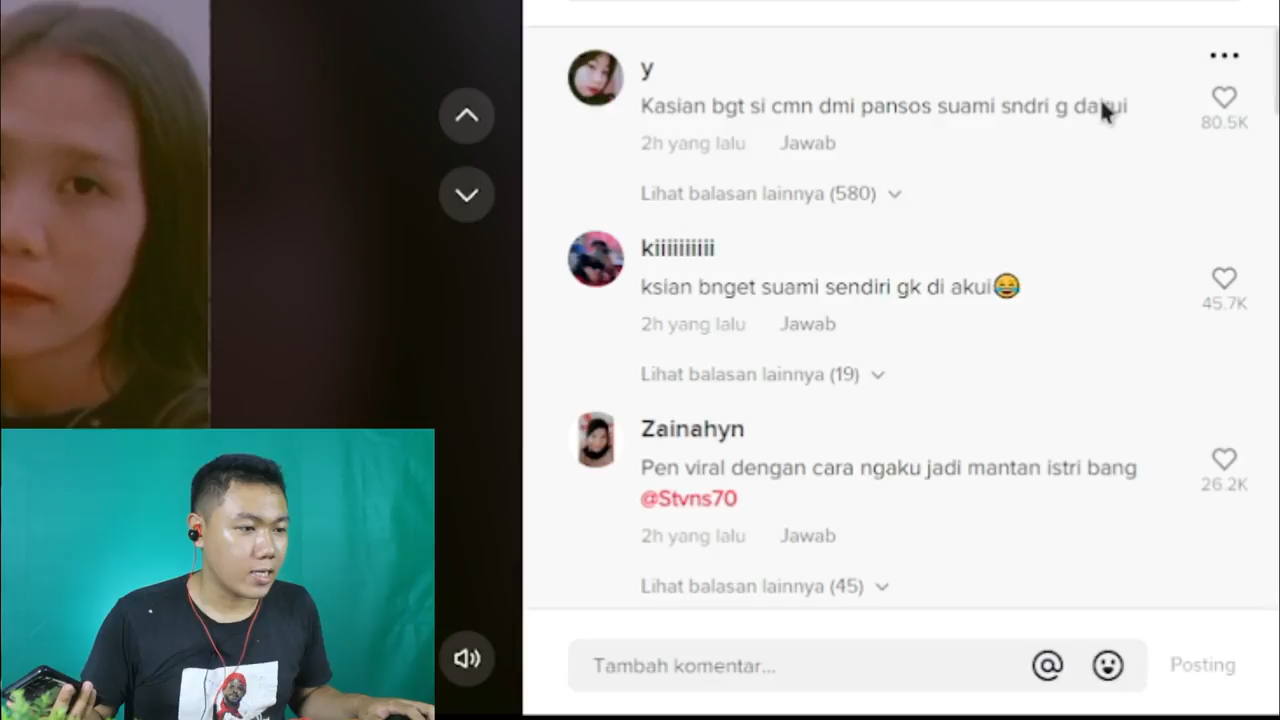 y
Kasian bgt si cmn dmi pansos suami sndri g
80.5K
2h yang lalu Jawab
Lihat balasan lainnya (580)
kiiiiiiiiii
ksian bnget suami sendiri gk di akui😂
45.7K
2h yang lalu Jawab
Lihat balasan lainnya (19)
Zainahyn
Pen viral dengan cara ngaku jadi mantan istri bang
@Stvns70
26.2K
2h yang lalu Jawab
Lihat balasan lainnya (45)
Tambah komentar... Posting